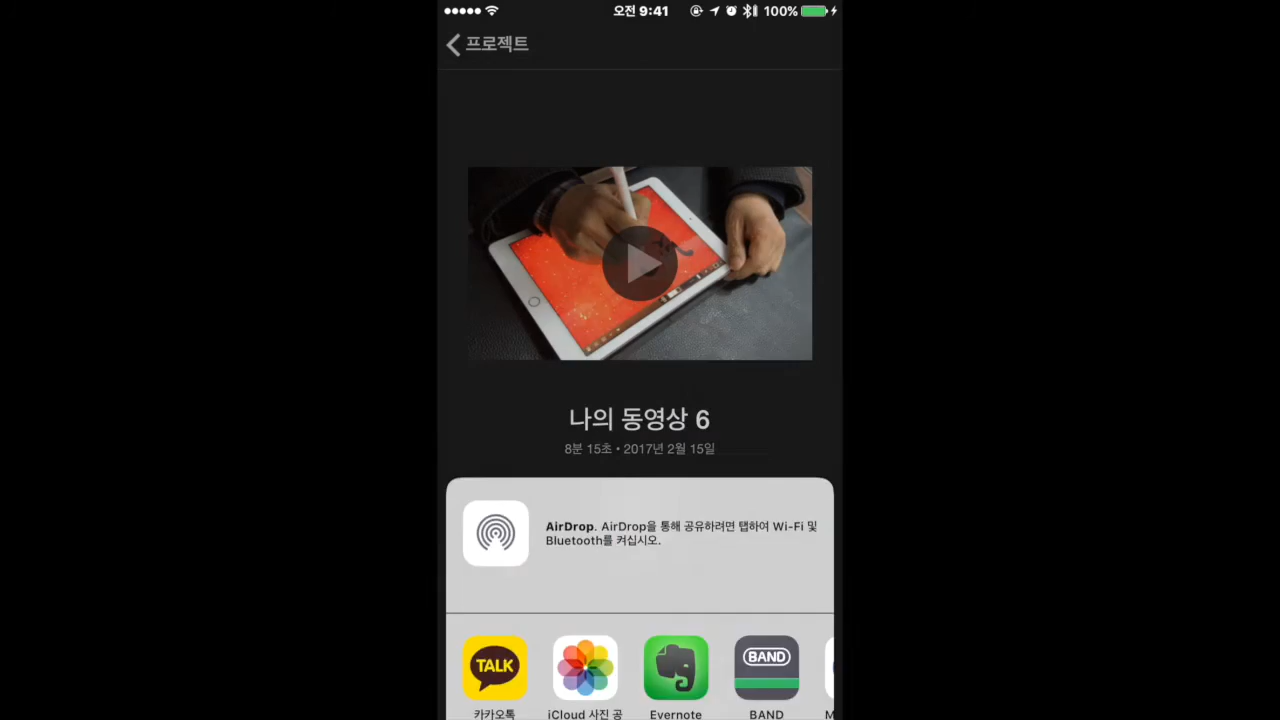 오전 9:41
100%
프로젝트
나의 동영상 6
8분 15초 • 2017년 2월 15일
AirDrop. AirDrop을 통해 공유하려면 탭하여 Wi-Fi 및
Bluetooth를 켜십시오.
TALK
BAND
카카오톡
iCloud 사진 공
Evernote
BAND
M